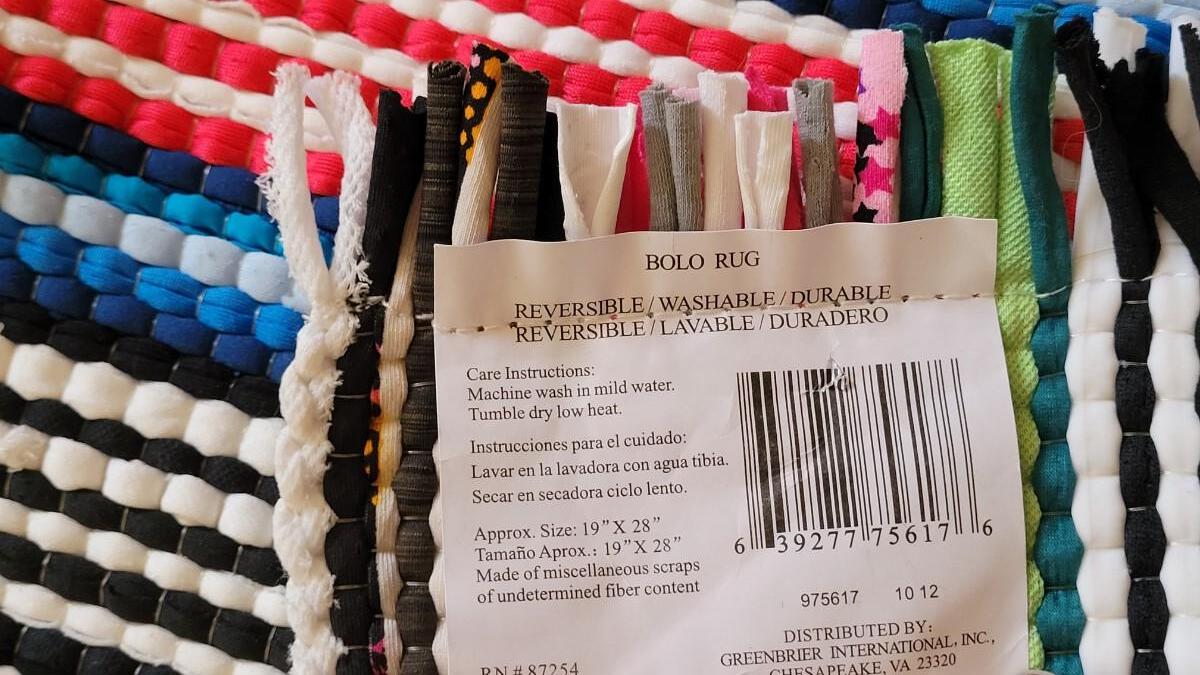 BOLO RUG
REVERSIBLE / WASHABLE / DURABLE
REVERSIBLE / LAVABLE / DURADERO
Care Instructions:
Machine wash in mild water.
Tumble dry low heat.
Instrucciones para el cuidado:
Lavar en la lavadora con agua tibia.
Secar en secadora ciclo lento.
Approx. Size: 19” X 28”
Tamaño Aprox.: 19” X 28”
Made of miscellaneous scraps
of undetermined fiber content
RN # 87254
6 39277 75617 6
975617 10 12
DISTRIBUTED BY:
GREENBRIER INTERNATIONAL, INC.,
CHESAPEAKE, VA 23320